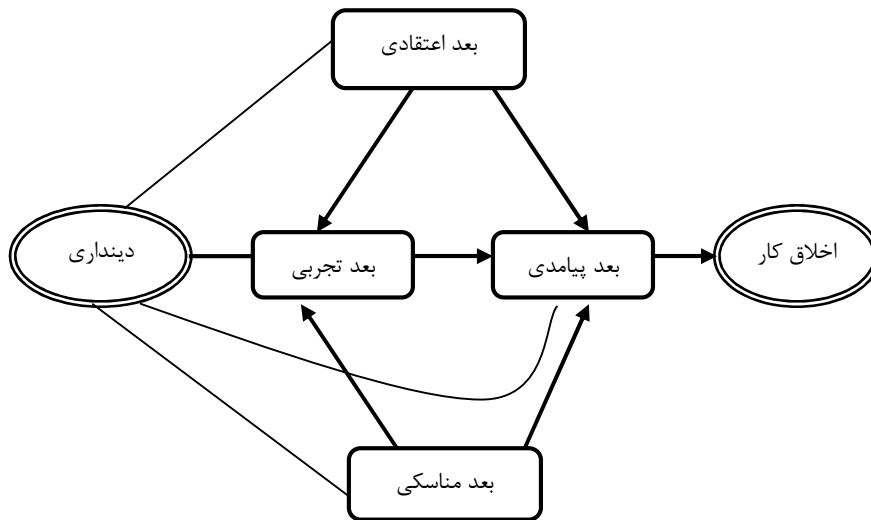 بعد اعتقادی
دینداری
بعد تجربی
بعد پیامدی
اخلاق کار
بعد مناسکی